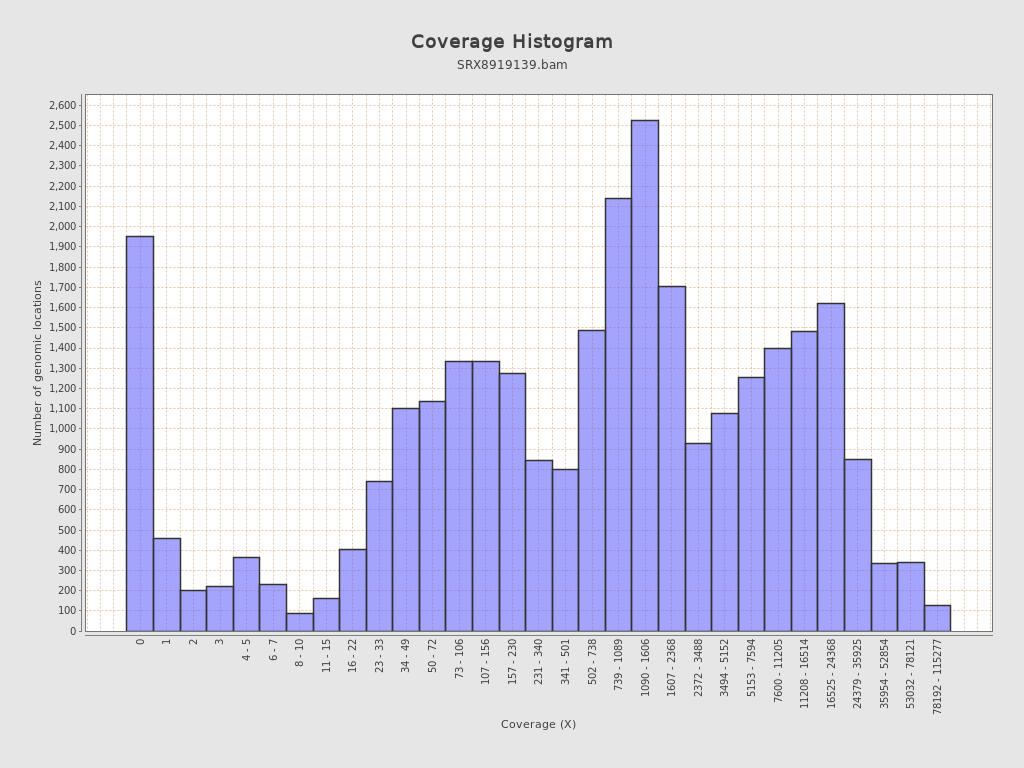 Coverage Histogram
SRX8919139.bam
Number of genomic locations
2,600
2,500
2,400
2,300
2,200
2,100
2,000
1,900
1,800
1,700
1,600
1,500
1,400
1,300
1,200
1,100
1,000
900
800
700
600
500
400
300
200
100
0
0
1
2
3
4 - 5
6 - 7
8 - 10
11 - 15
16 - 22
23 - 33
34 - 49
50 - 72
73 - 106
107 - 156
157 - 230
231 - 340
341 - 501
502 - 738
739 - 1089
1090 - 1606
1607 - 2368
2372 - 3488
3494 - 5152
5153 - 7594
7600 - 11205
11208 - 16514
16525 - 24368
24379 - 35925
35954 - 52854
53032 - 78121
78192 - 115277
Coverage (X)